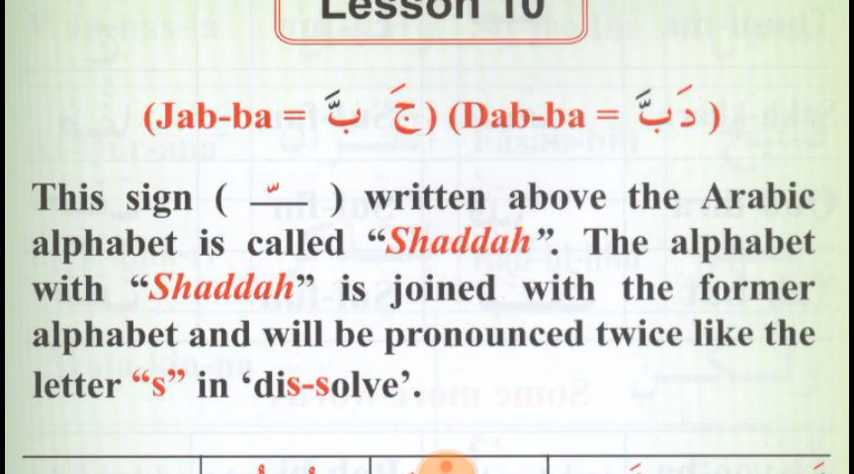 Lesson 10
(Jab-ba = جَ بَّ) (Dab-ba = دَ بَّ)
This sign ( ّ ) written above the Arabic
alphabet is called “Shaddah”. The alphabet
with “Shaddah” is joined with the former
alphabet and will be pronounced twice like the
letter “s” in ‘dis-solve’.